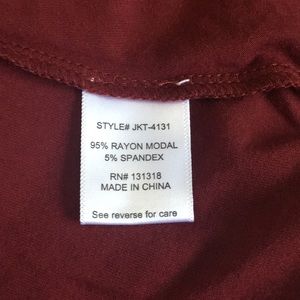 STYLE# JKT-4131
95% RAYON MODAL
5% SPANDEX
RN# 131318
MADE IN CHINA
See reverse for care